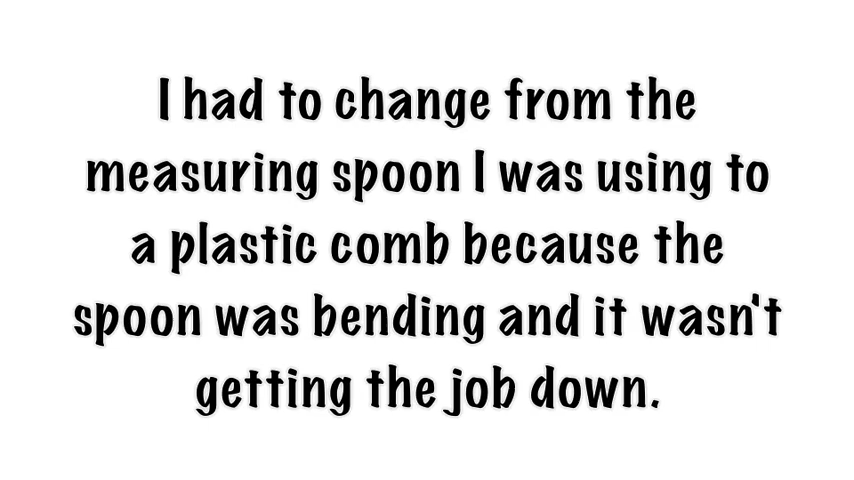 I had to change from the
measuring spoon I was using to
a plastic comb because the
spoon was bending and it wasn't
getting the job down.